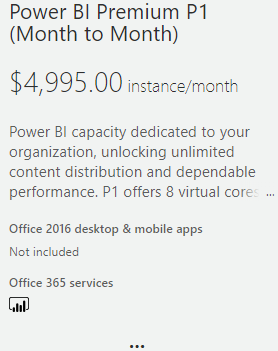 Power BI Premium P1
(Month to Month)
$4,995.00 instance/month
Power BI capacity dedicated to your
organization, unlocking unlimited
content distribution and dependable
performance. P1 offers 8 virtual cores ...
Office 2016 desktop & mobile apps
Not included
Office 365 services
...